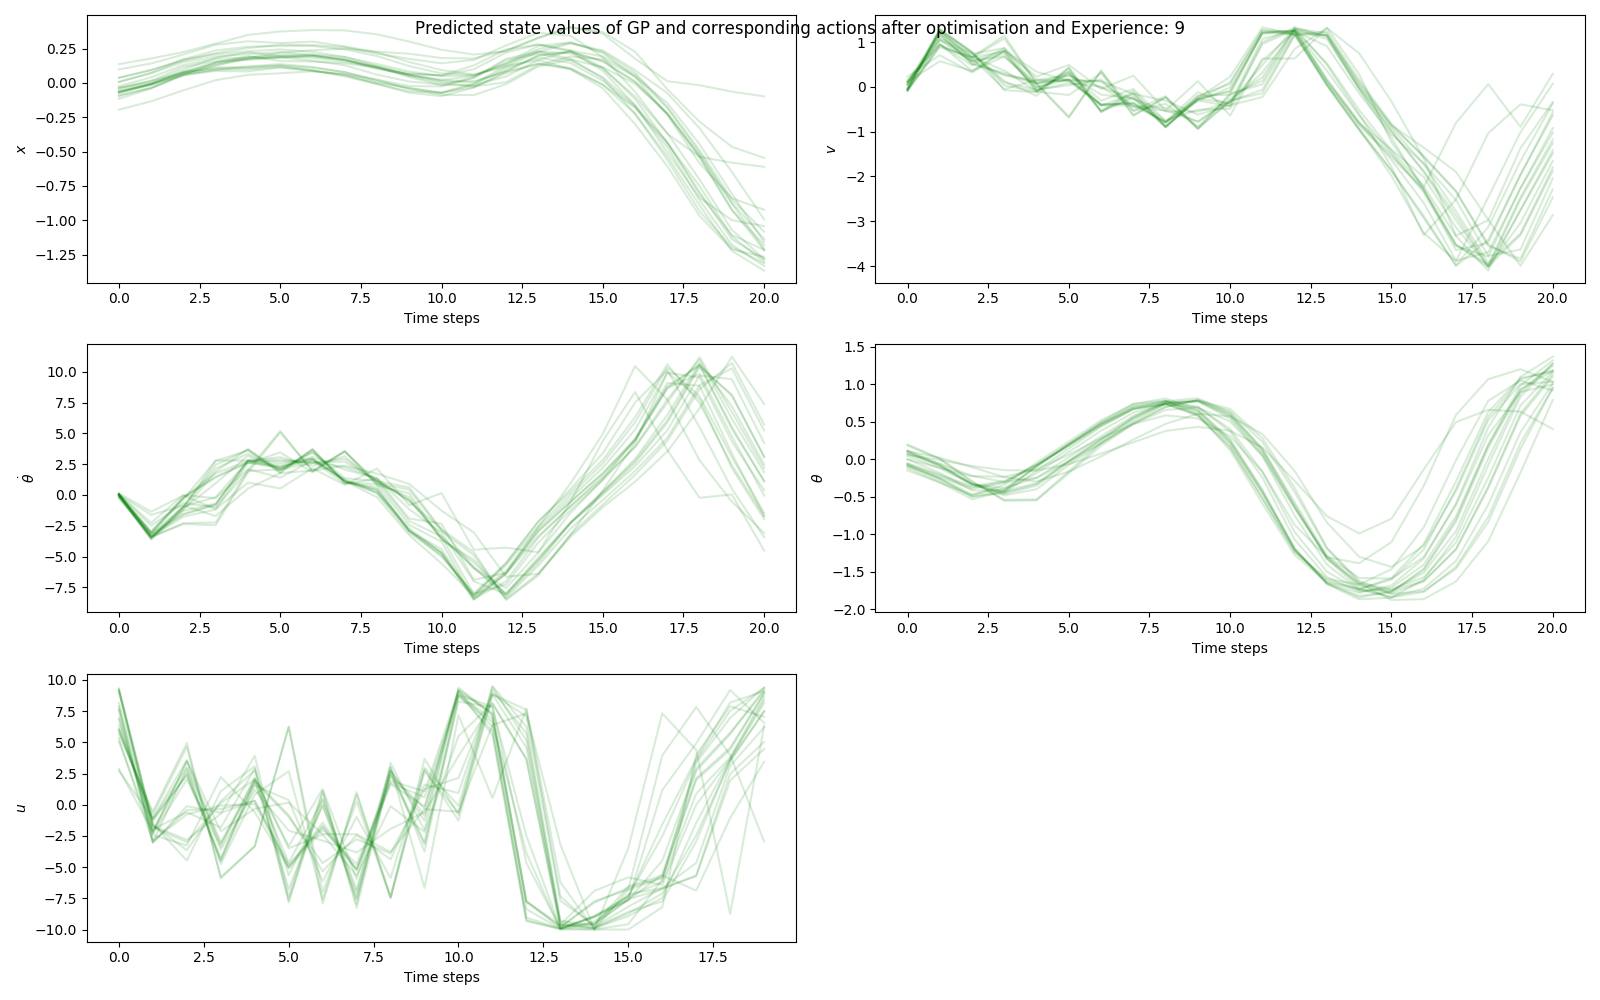 Predicted state values of GP and corresponding actions after optimisation and Experience: 9
0.25
0.00
−0.25
−0.50
−0.75
−1.00
−1.25
x
0.0 2.5 5.0 7.5 10.0 12.5 15.0 17.5 20.0
Time steps
1
0
−1
−2
−3
−4
v
0.0 2.5 5.0 7.5 10.0 12.5 15.0 17.5 20.0
Time steps
10.0
7.5
5.0
2.5
0.0
−2.5
−5.0
−7.5
θ̇
0.0 2.5 5.0 7.5 10.0 12.5 15.0 17.5 20.0
Time steps
1.5
1.0
0.5
0.0
−0.5
−1.0
−1.5
−2.0
θ
0.0 2.5 5.0 7.5 10.0 12.5 15.0 17.5 20.0
Time steps
10.0
7.5
5.0
2.5
0.0
−2.5
−5.0
−7.5
−10.0
u
0.0 2.5 5.0 7.5 10.0 12.5 15.0 17.5
Time steps